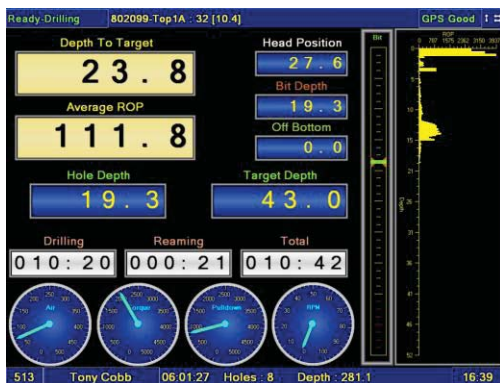 Ready-Drilling 802099-Top1A : 32 [10.4] GPS Good
Depth To Target
23.8
Average ROP
111.8
Head Position
27.6
Bit Depth
19.3
Off Bottom
0.0
Hole Depth
19.3
Target Depth
43.0
Drilling
010:20
Reaming
000:21
Total
010:42
Air
Torque
Pulldown
RPM
Bit
ROP
Depth
513 Tony Cobb 06:01:27 Holes : 8 Depth : 281.1 16:39